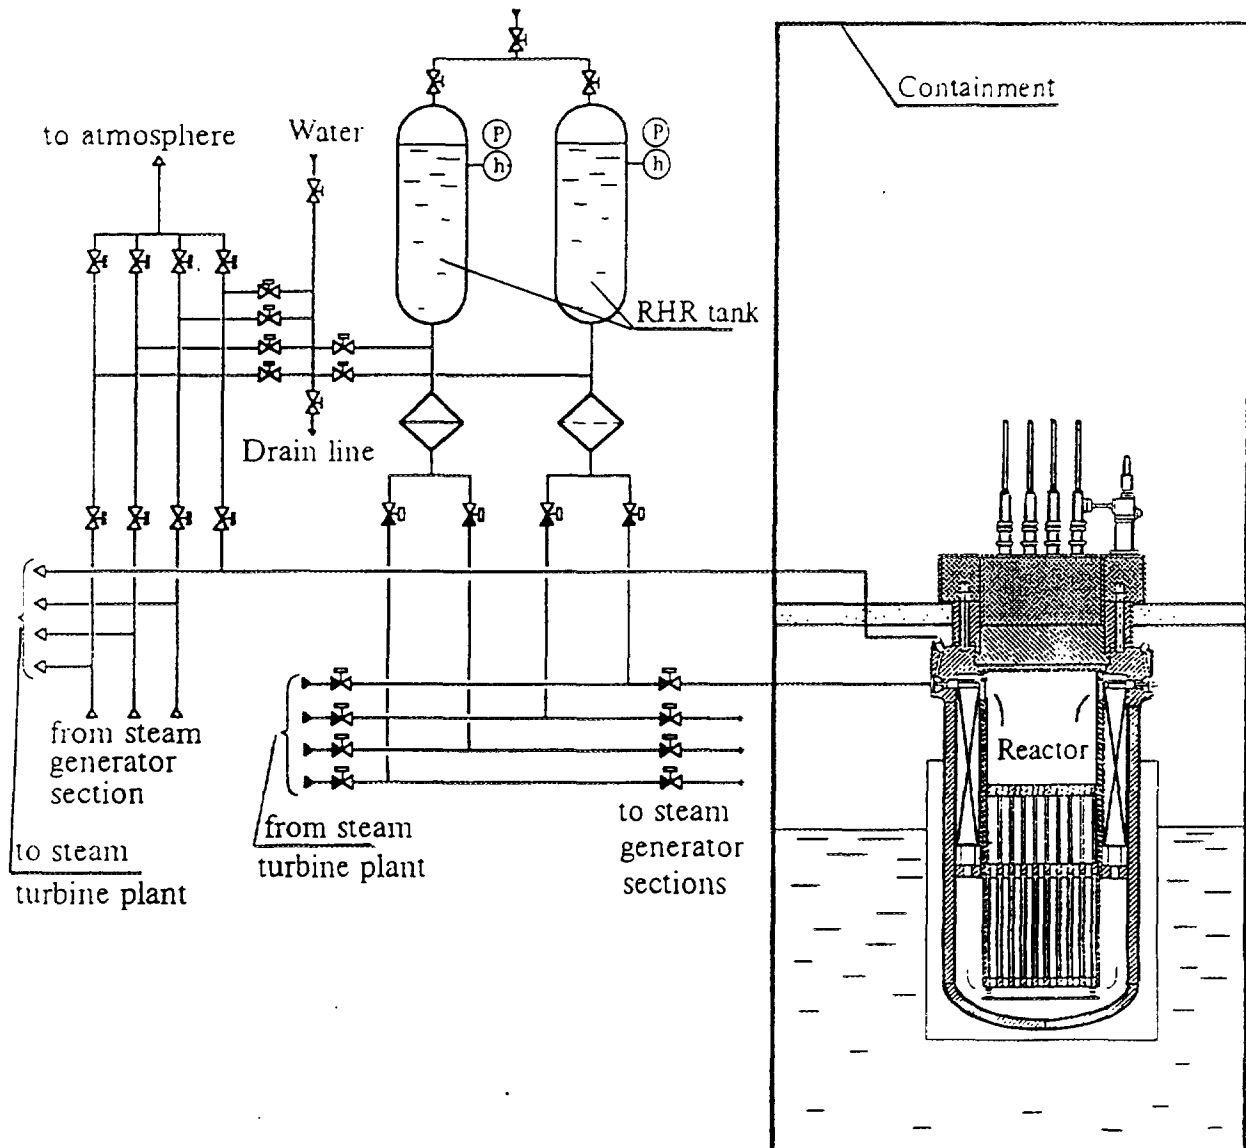 Containment
to atmosphere
Water
P
h
P
h
RHR tank
Drain line
Reactor
from steam
generator
section
to steam
turbine plant
from steam
turbine plant
to steam
generator
sections